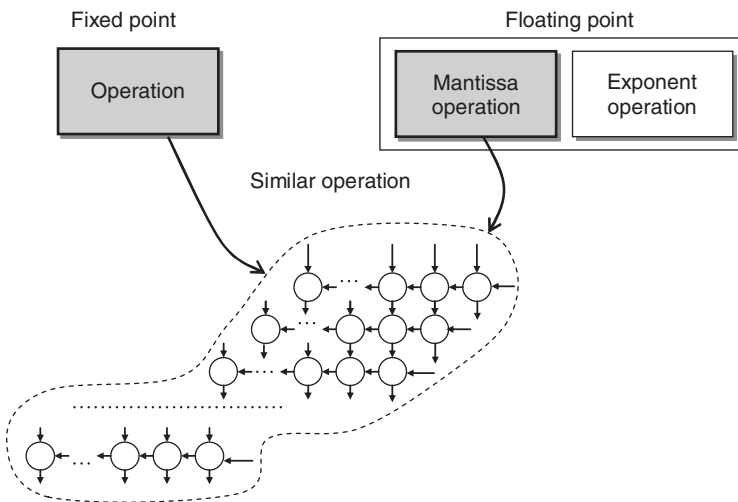 Fixed point
Floating point
Operation
Mantissa
operation
Exponent
operation
Similar operation